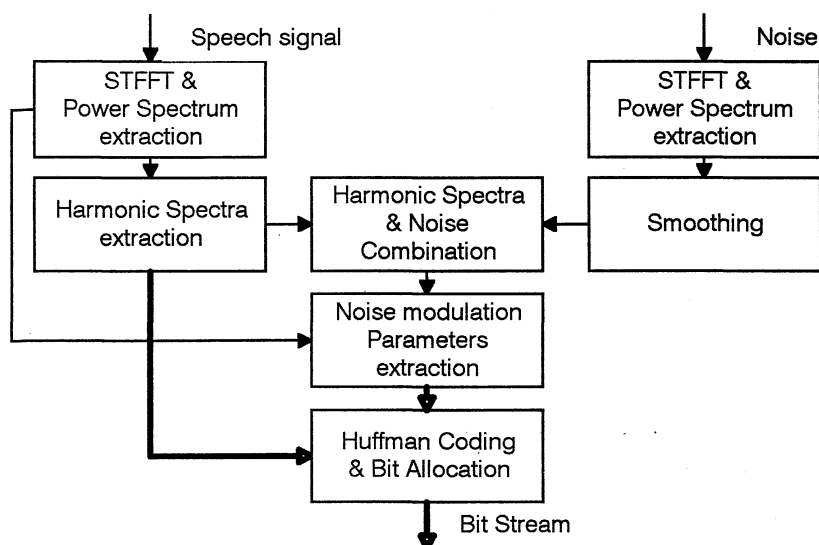 Speech signal
Noise
STFFT &
Power Spectrum
extraction
STFFT &
Power Spectrum
extraction
Harmonic Spectra
extraction
Harmonic Spectra
& Noise
Combination
Smoothing
Noise modulation
Parameters
extraction
Huffman Coding
& Bit Allocation
Bit Stream